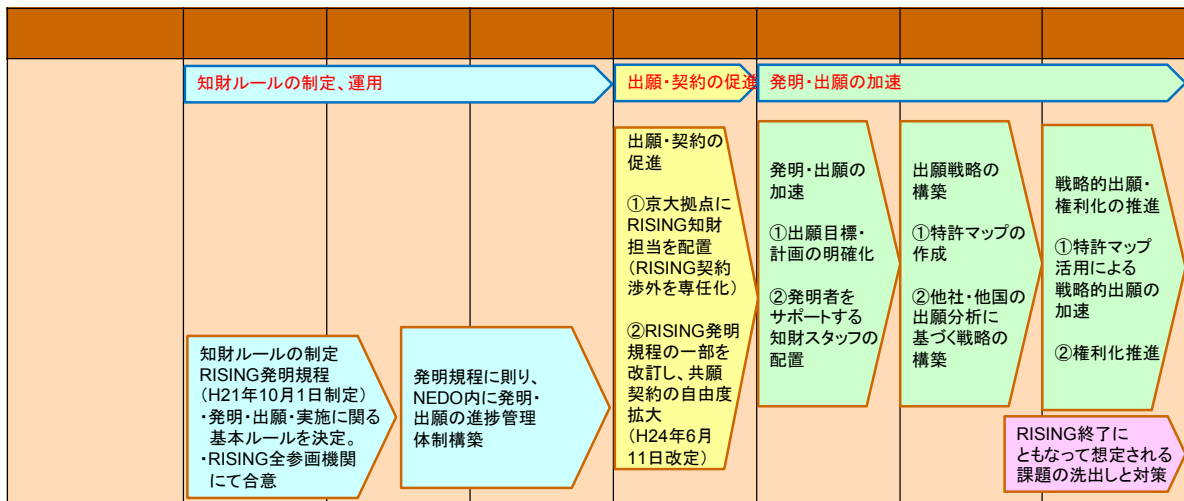 知財ルールの制定、運用
出願・契約の促進
発明・出願の加速
知財ルールの制定
RISING発明規程
(H21年10月1日制定)
・発明・出願・実施に関る
基本ルールを決定。
・RISING全参画機関
にて合意
発明規程に則り、
NEDO内に発明・
出願の進捗管理
体制構築
出願・契約の
促進
①京大拠点に
RISING知財
担当を配置
(RISING契約
渉外を専任化)
②RISING発明
規程の一部を
改訂し、共願
契約の自由度
拡大
(H24年6月
11日改定)
発明・出願の
加速
①出願目標・
計画の明確化
②発明者を
サポートする
知財スタッフの
配置
出願戦略の
構築
①特許マップの
作成
②他社・他国の
出願分析に
基づく戦略の
構築
戦略的出願・
権利化の推進
①特許マップ
活用による
戦略的出願の
加速
②権利化推進
RISING終了に
ともなって想定される
課題の洗出しと対策